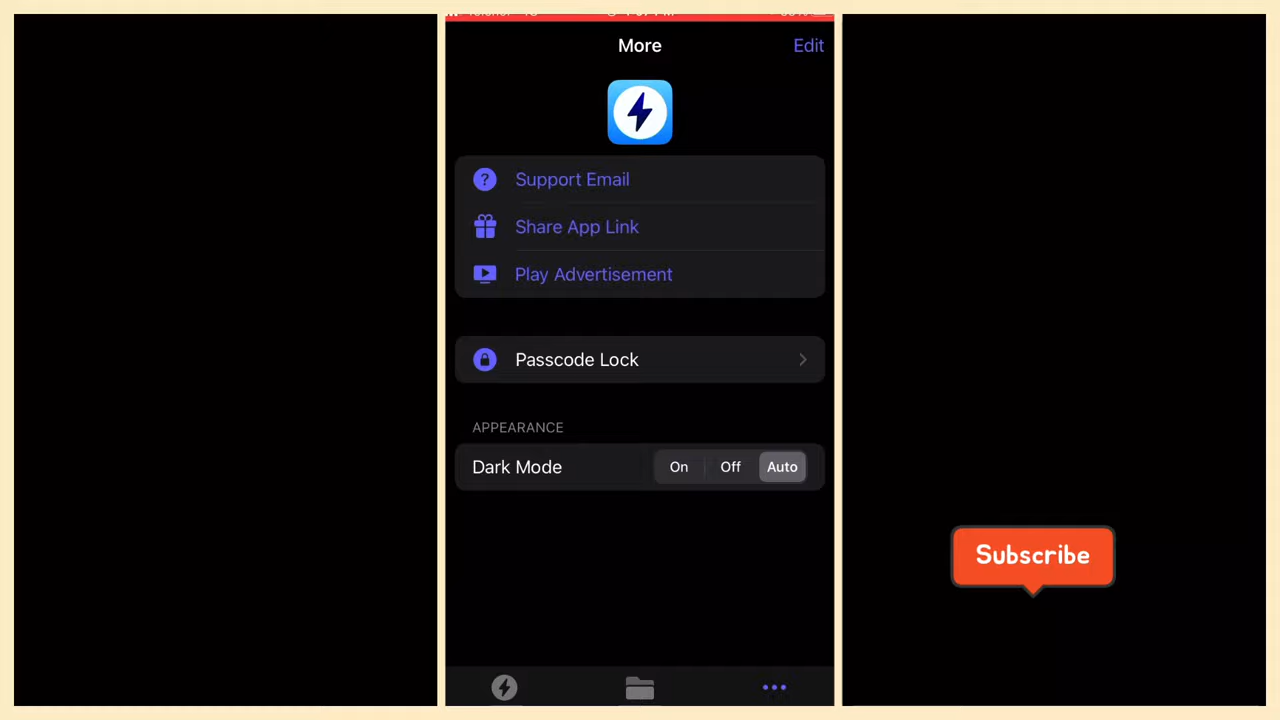 More
Edit
Support Email
Share App Link
Play Advertisement
Passcode Lock
APPEARANCE
Dark Mode
On
Off
Auto
Subscribe